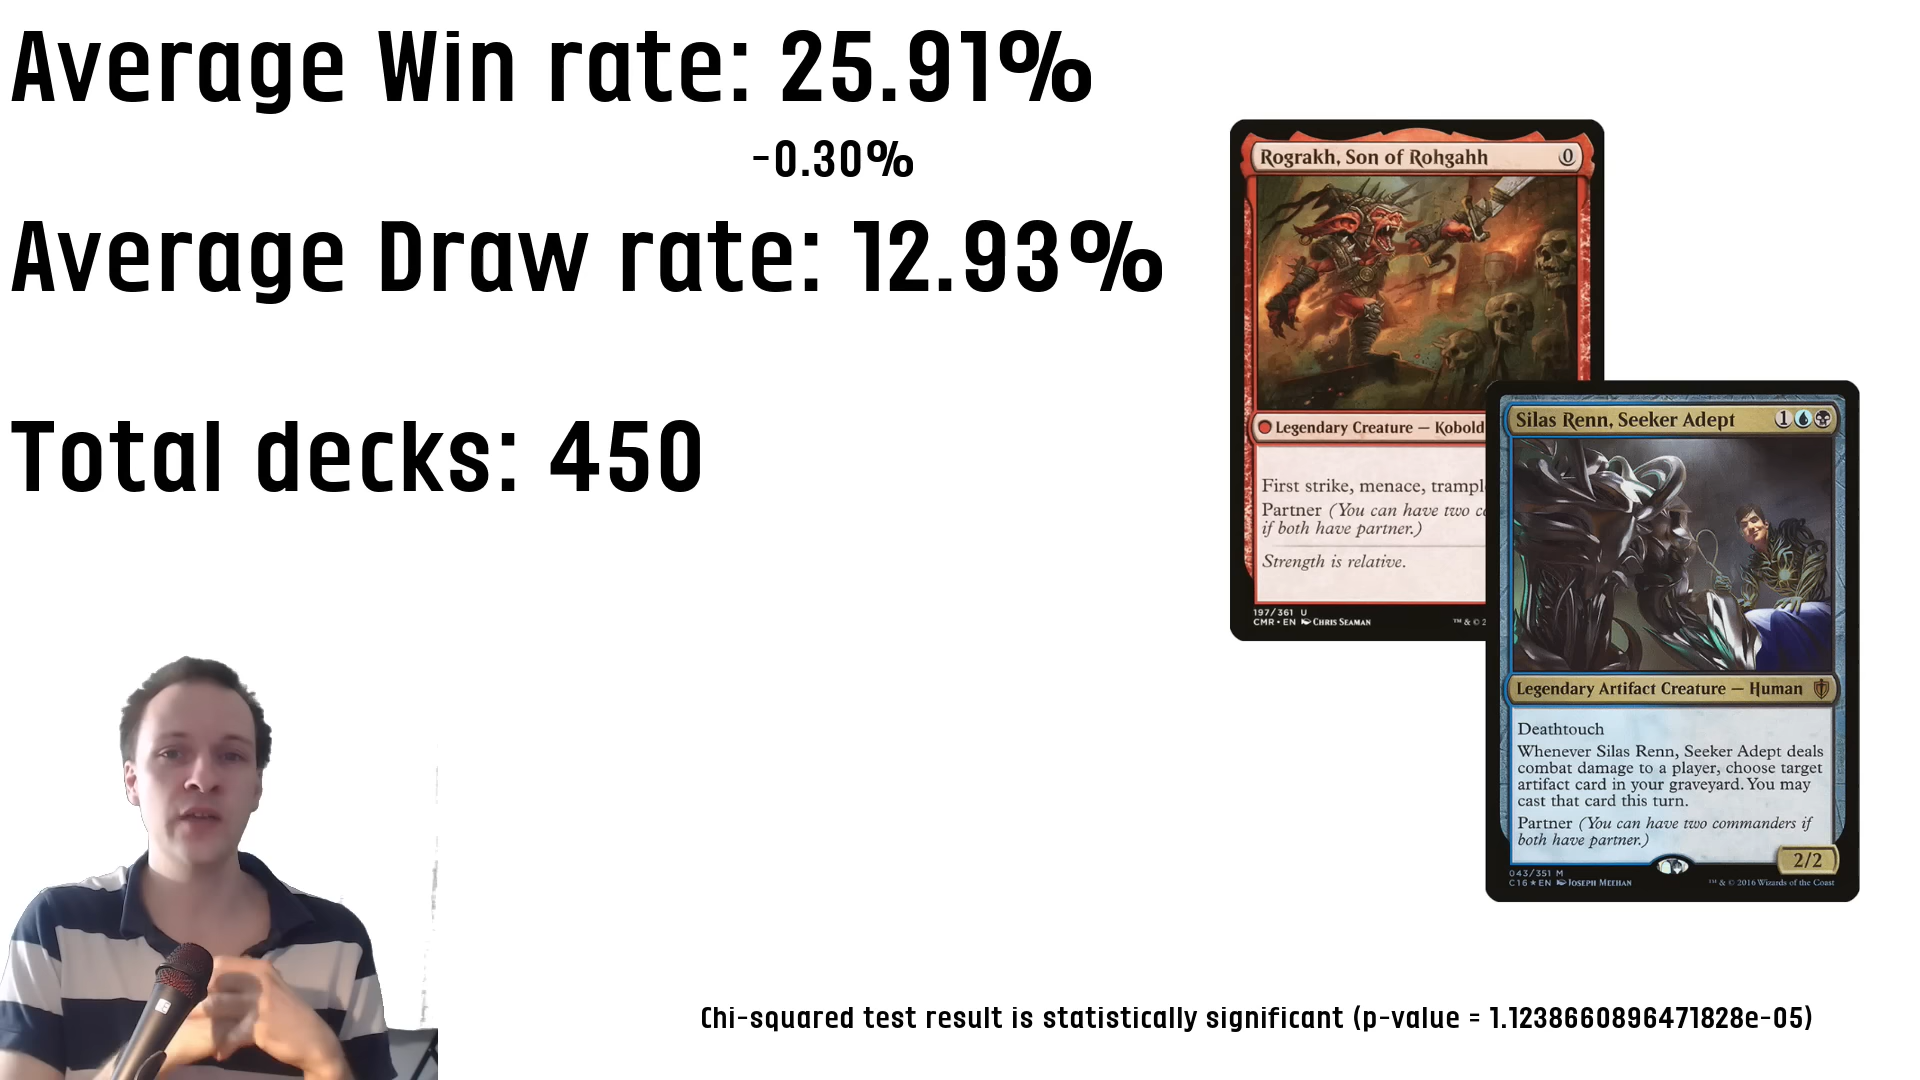 Average Win rate: 25.91%
-0.30%
Average Draw rate: 12.93%
Total decks: 450
Rograkh, Son of Rohgahh 0
Legendary Creature — Kobold
First strike, menace, trampl
Partner (You can have two co
if both have partner.)
Strength is relative.
197/361 U
CMR • EN CHRIS SEAMAN ™ & © 2
Silas Renn, Seeker Adept 1
Legendary Artifact Creature — Human
Deathtouch
Whenever Silas Renn, Seeker Adept deals
combat damage to a player, choose target
artifact card in your graveyard. You may
cast that card this turn.
Partner (You can have two commanders if
both have partner.)
2/2
043/351 M
C16 ★ EN JOSEPH MEEHAN ™ & © 2016 Wizards of the Coast
Chi-squared test result is statistically significant (p-value = 1.1238660896471828e-05)